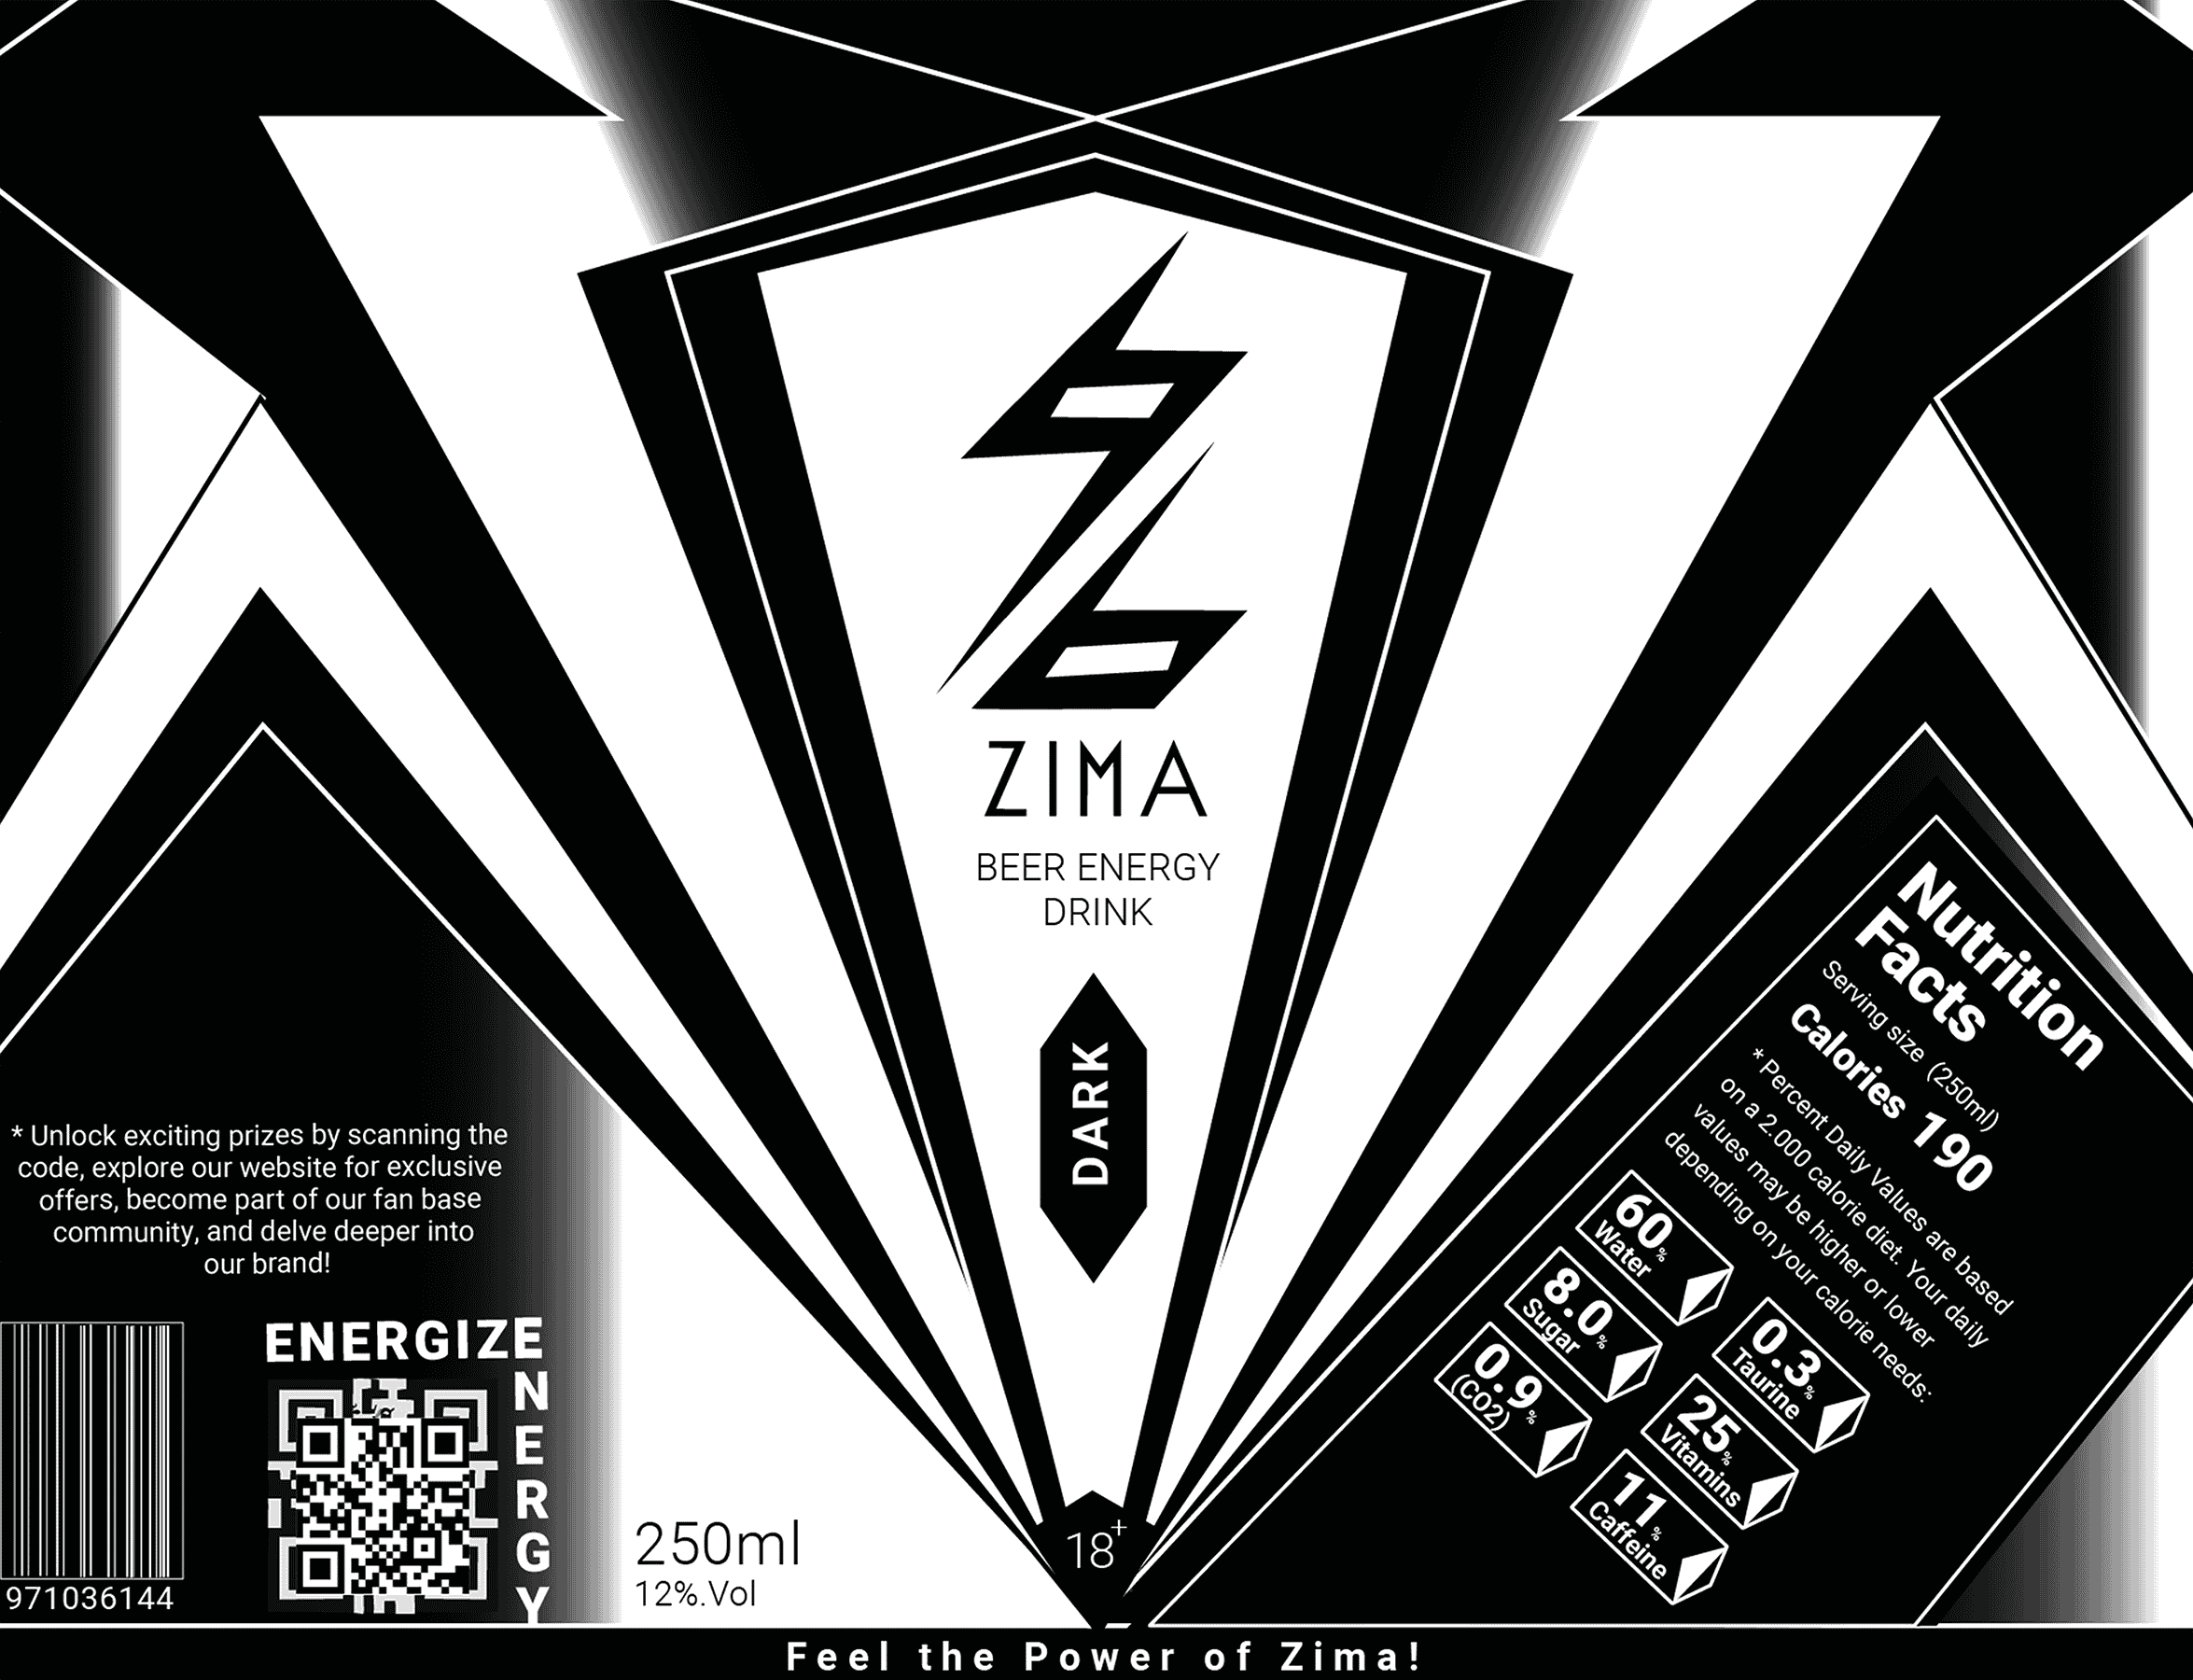 ZIMA
BEER ENERGY
DRINK
DARK
18+
* Unlock exciting prizes by scanning the
code, explore our website for exclusive
offers, become part of our fan base
community, and delve deeper into
our brand!
971036144
ENERGIZE
ENERGY
250ml
12%.Vol
Nutrition
Facts
Serving size (250ml)
Calories 190
* Percent Daily Values are based
on a 2.000 calorie diet. Your daily
values may be higher or lower
depending on your calorie needs:
60%
Water
8.0%
Sugar
0.9%
(CO2)
0.3%
Taurine
25%
Vitamins
11%
Caffeine
Feel the Power of Zima!